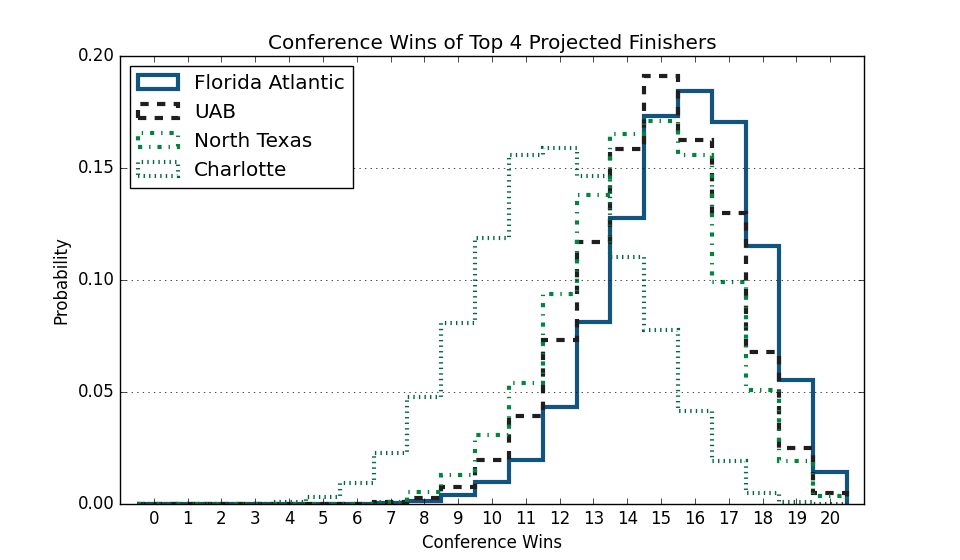 Conference Wins of Top 4 Projected Finishers
0.20
Florida Atlantic
UAB
North Texas
Charlotte
0.15
0.10
0.05
0.00
Probability
0 1 2 3 4 5 6 7 8 9 10 11 12 13 14 15 16 17 18 19 20
Conference Wins